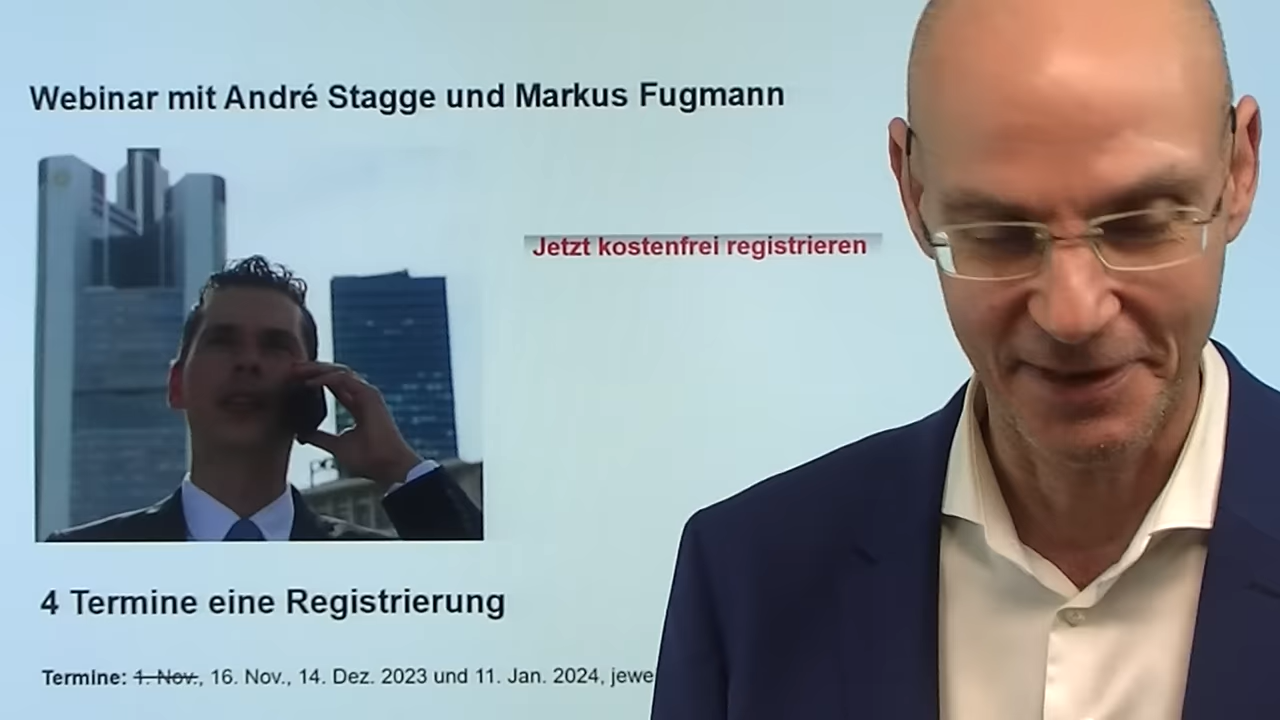 Webinar mit André Stagge und Markus Fugmann
Jetzt kostenfrei registrieren
4 Termine eine Registrierung
Termine: 1. Nov., 16. Nov., 14. Dez. 2023 und 11. Jan. 2024, jewe